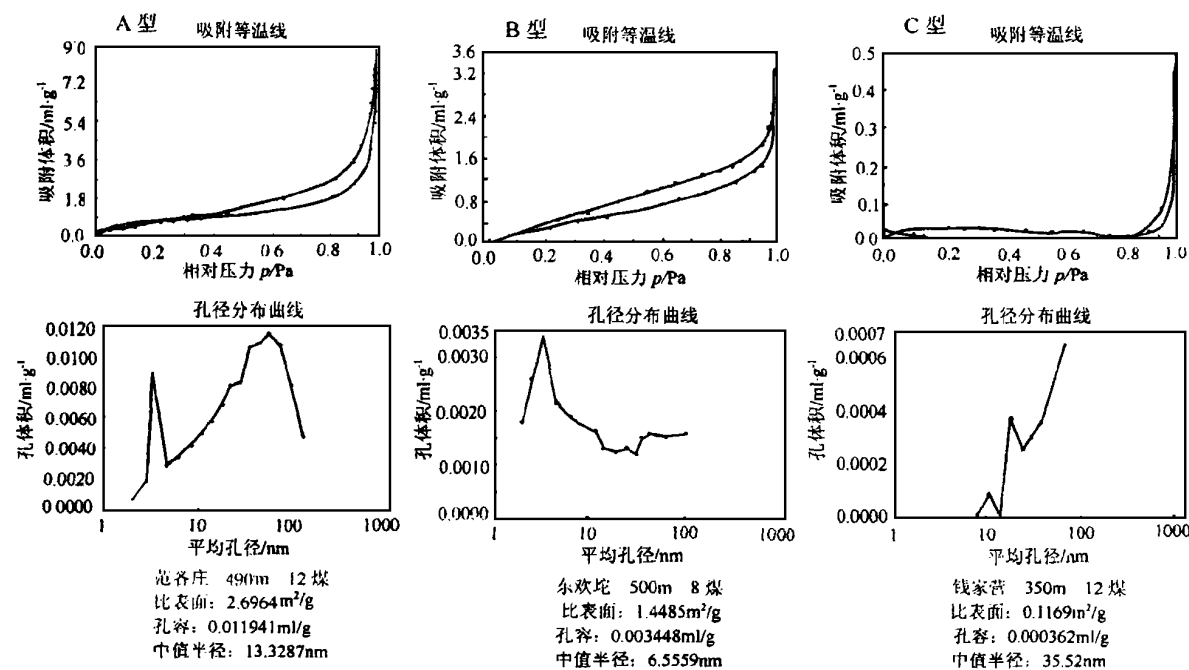 A 型
吸附等温线
吸附体积/ml·g⁻¹
9.0
7.2
5.4
3.6
1.8
0.0
0.0 0.2 0.4 0.6 0.8 1.0
相对压力 p/Pa
B 型
吸附等温线
吸附体积/ml·g⁻¹
3.6
3.2
2.4
1.6
0.8
0.0
0.0 0.2 0.4 0.6 0.8 1.0
相对压力 p/Pa
C 型
吸附等温线
吸附体积/ml·g⁻¹
0.5
0.4
0.3
0.2
0.1
0.0
0.0 0.2 0.4 0.6 0.8 1.0
相对压力 p/Pa
孔径分布曲线
孔体积/ml·g⁻¹
0.0120
0.0100
0.0080
0.0060
0.0040
0.0020
0.0000
1 10 100 1000
平均孔径/nm
范各庄 490m 12 煤
比表面：2.6964m²/g
孔容：0.011941ml/g
中值半径：13.3287nm
孔径分布曲线
孔体积/ml·g⁻¹
0.0035
0.0030
0.0020
0.0010
0.0000
1 10 100 1000
平均孔径/nm
东欢坨 500m 8 煤
比表面：1.4485m²/g
孔容：0.003448ml/g
中值半径：6.5559nm
孔径分布曲线
孔体积/ml·g⁻¹
0.0007
0.0006
0.0004
0.0002
0.0000
1 10 100 1000
平均孔径/nm
钱家营 350m 12 煤
比表面：0.1169m²/g
孔容：0.000362ml/g
中值半径：35.52nm